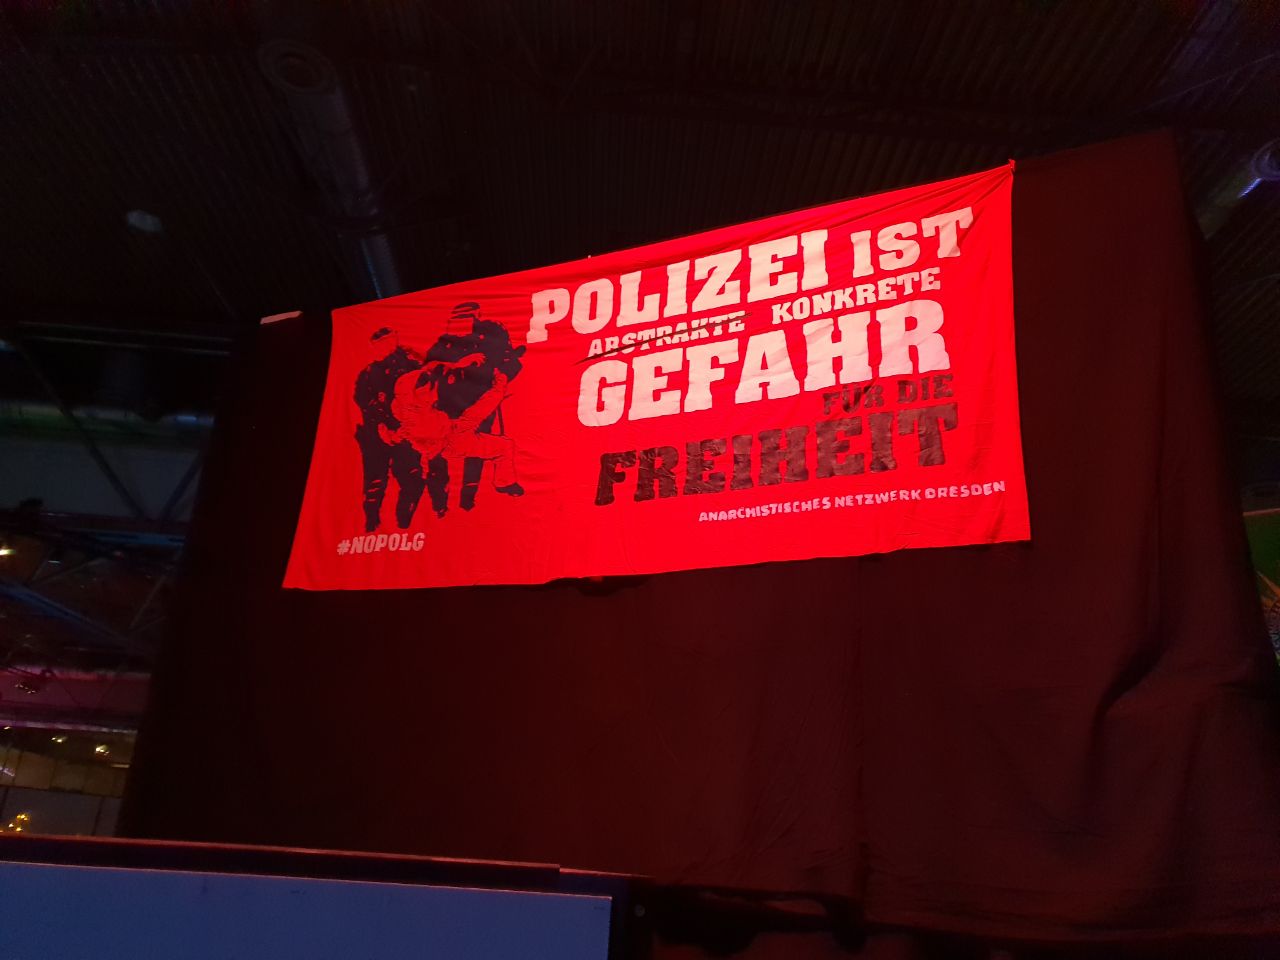 POLIZEI IST
ABSTRAKTE KONKRETE
GEFAHR
FÜR DIE
FREIHEIT
ANARCHISTISCHES NETZWERK DRESDEN
#NOPOLG